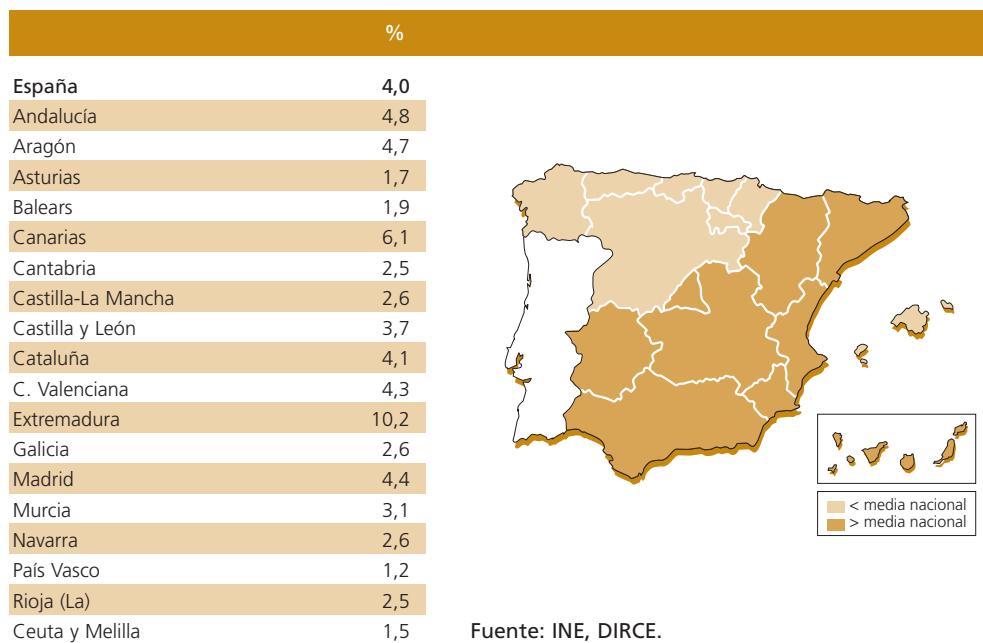 %
España 4,0
Andalucía 4,8
Aragón 4,7
Asturias 1,7
Balears 1,9
Canarias 6,1
Cantabria 2,5
Castilla-La Mancha 2,6
Castilla y León 3,7
Cataluña 4,1
C. Valenciana 4,3
Extremadura 10,2
Galicia 2,6
Madrid 4,4
Murcia 3,1
Navarra 2,6
País Vasco 1,2
Rioja (La) 2,5
Ceuta y Melilla 1,5
< media nacional
> media nacional
Fuente: INE, DIRCE.